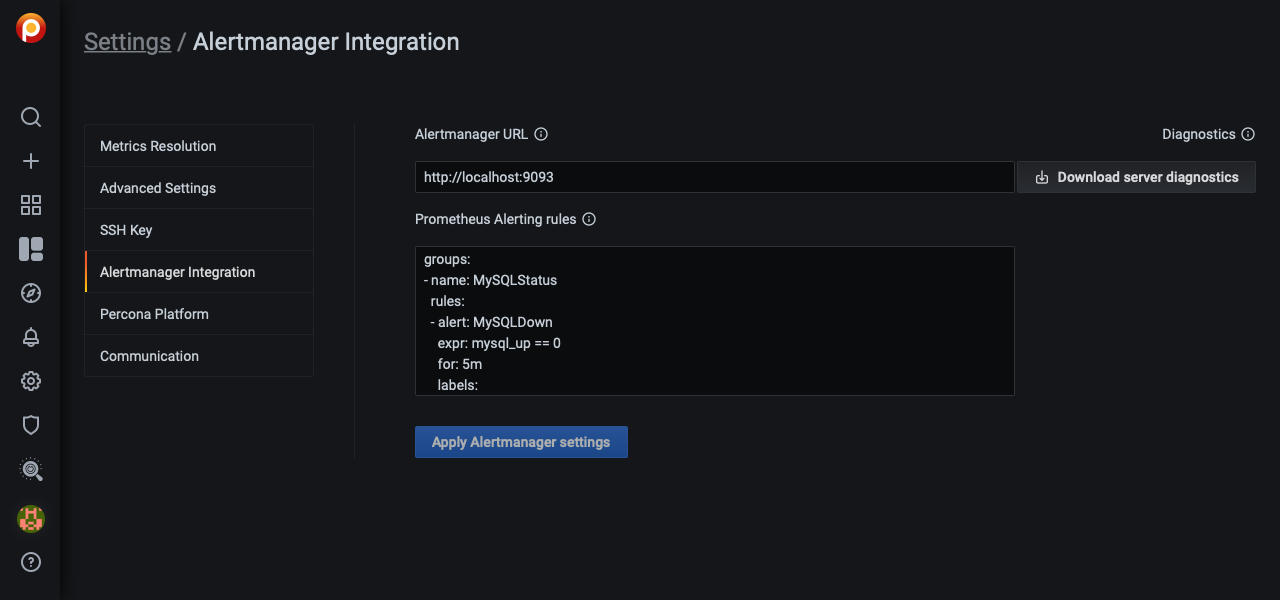 Settings / Alertmanager Integration
Metrics Resolution
Advanced Settings
SSH Key
Alertmanager Integration
Percona Platform
Communication
Alertmanager URL
Diagnostics
http://localhost:9093
Download server diagnostics
Prometheus Alerting rules
groups:
- name: MySQLStatus
  rules:
  - alert: MySQLDown
    expr: mysql_up == 0
    for: 5m
    labels:
Apply Alertmanager settings